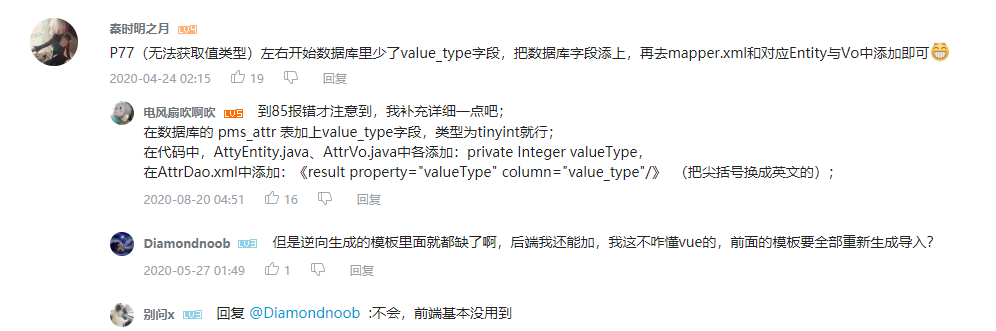 秦时明之月 LV4
P77（无法获取值类型）左右开始数据库里少了value_type字段，把数据库字段添上，再去mapper.xml和对应Entity与Vo中添加即可
2020-04-24 02:15 19 回复
电风扇吹啊吹 LV5 到85报错才注意到，我补充详细一点吧；
在数据库的 pms_attr 表加上value_type字段，类型为tinyint就行；
在代码中，AttyEntity.java、AttrVo.java中各添加：private Integer valueType，
在AttrDao.xml中添加：《result property="valueType" column="value_type"/》 （把尖括号换成英文的）；
2020-08-20 04:51 16 回复
Diamondnoob LV3 但是逆向生成的模板里面就都缺了啊，后端我还能加，我这不咋懂vue的，前面的模板要全部重新生成导入？
2020-05-27 01:49 1 回复
别问x LV3 回复 @Diamondnoob :不会，前端基本没用到